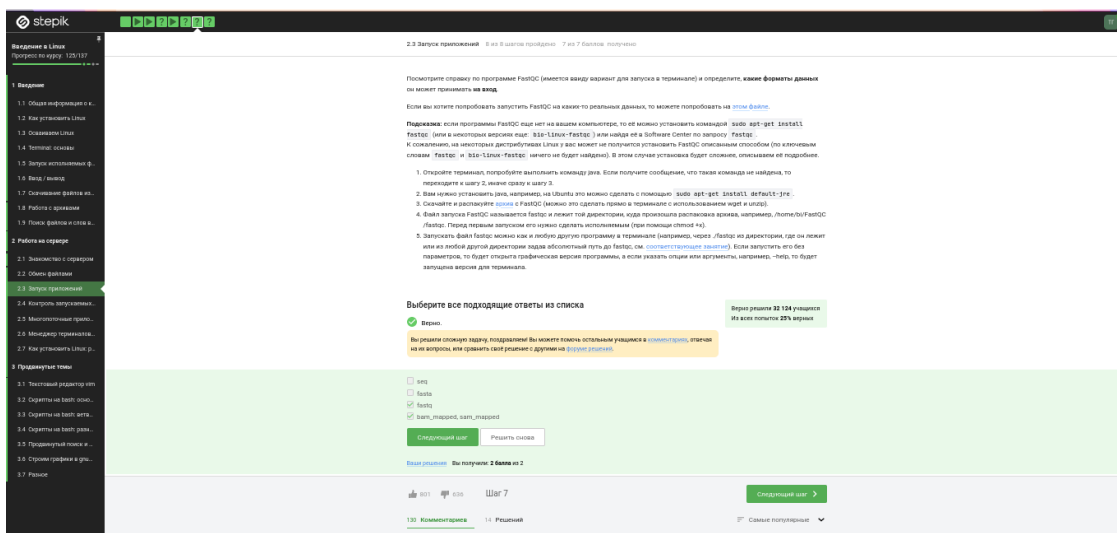 stepik
Введение в Linux
Прогресс по курсу: 125/137
1 Введение
1.1 Общая информация о к...
1.2 Как установить Linux
1.3 Осваиваем Linux
1.4 Terminal: основы
1.5 Запуск исполняемых ф...
1.6 Ввод / вывод
1.7 Скачивание файлов из...
1.8 Работа с архивами
1.9 Поиск файлов и слов в...
2 Работа на сервере
2.1 Знакомство с сервером
2.2 Обмен файлами
2.3 Запуск приложений
2.4 Контроль запускаемых...
2.5 Многопоточные прило...
2.6 Менеджер терминалов...
2.7 Как установить Linux: р...
3 Продвинутые темы
3.1 Текстовый редактор vim
3.2 Скрипты на bash: осно...
3.3 Скрипты на bash: ветв...
3.4 Скрипты на bash: разн...
3.5 Продвинутый поиск и ...
3.6 Строим графики в gnu...
3.7 Разное
2.3 Запуск приложений 8 из 8 шагов пройдено 7 из 7 баллов получено
Посмотрите справку по программе FastQC (имеется ввиду вариант для запуска в терминале) и определите, какие форматы данных
он может принимать на вход.
Если вы хотите попробовать запустить FastQC на каких-то реальных данных, то можете попробовать на этом файле.
Подсказка: если программы FastQC еще нет на вашем компьютере, то её можно установить командой sudo apt-get install
fastqc (или в некоторых версиях еще: bio-linux-fastqc) или найдя её в Software Center по запросу fastqc .
К сожалению, на некоторых дистрибутивах Linux у вас может не получится установить FastQC описанным способом (по ключевым
словам fastqc и bio-linux-fastqc ничего не будет найдено). В этом случае установка будет сложнее, описываем её подробнее.
1. Откройте терминал, попробуйте выполнить команду java. Если получите сообщение, что такая команда не найдена, то
переходите к шагу 2, иначе сразу к шагу 3.
2. Вам нужно установить java, например, на Ubuntu это можно сделать с помощью sudo apt-get install default-jre .
3. Скачайте и распакуйте архив с FastQC (можно это сделать прямо в терминале с использованием wget и unzip).
4. Файл запуска FastQC называется fastqc и лежит той директории, куда произошла распаковка архива, например, /home/bi/FastQC
/fastqc. Перед первым запуском его нужно сделать исполняемым (при помощи chmod +x).
5. Запускать файл fastqc можно как и любую другую программу в терминале (например, через ./fastqc из директории, где он лежит
или из любой другой директории задав абсолютный путь до fastqc, см. соответствующее занятие). Если запустить его без
параметров, то будет открыта графическая версия программы, а если указать опции или аргументы, например, --help, то будет
запущена версия для терминала.
Выберите все подходящие ответы из списка
Верно решили 32 124 учащихся
Из всех попыток 25% верных
Верно.
Вы решили сложную задачу, поздравляем! Вы можете помочь остальным учащимся в комментариях, отвечая
на их вопросы, или сравнить своё решение с другими на форуме решений.
seq
fasta
fastq
bam_mapped, sam_mapped
Следующий шаг Решить снова
Ваши решения Вы получили: 2 балла из 2
801 636 Шаг 7 Следующий шаг
130 Комментариев 14 Решений Самые популярные